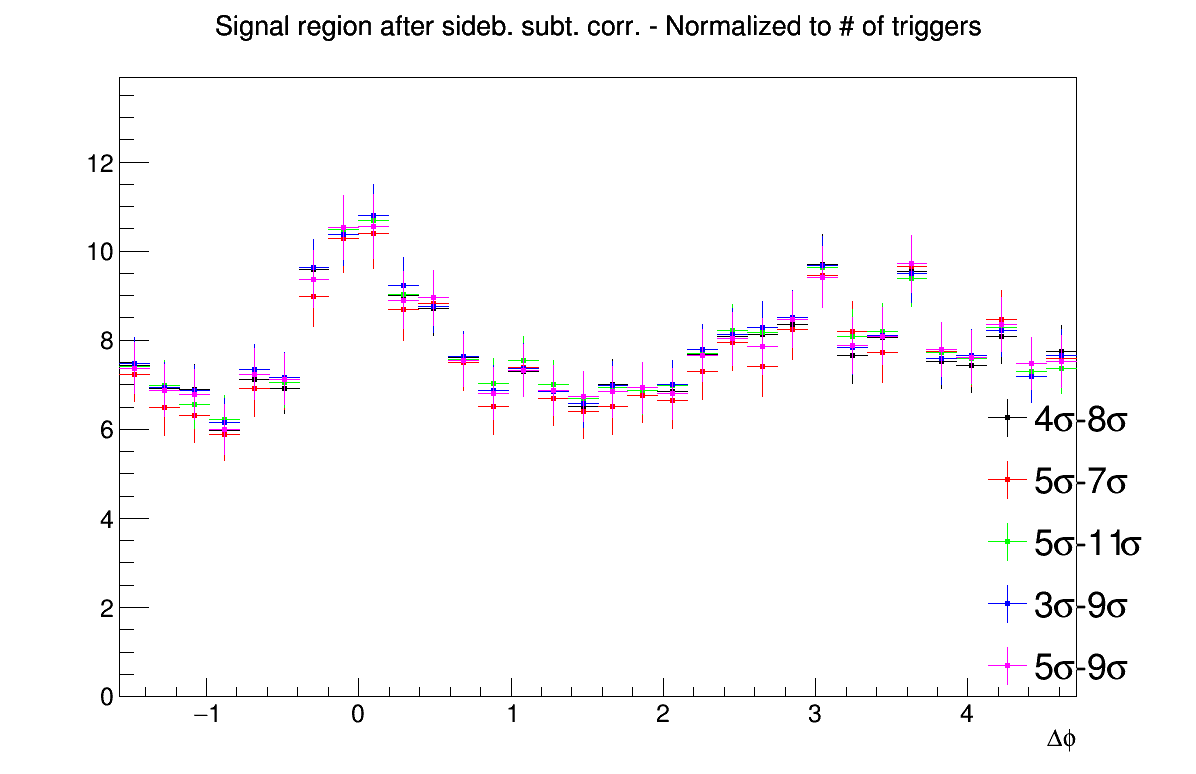 Signal region after sideb. subt. corr. - Normalized to # of triggers
12
10
8
6
4
2
0
4σ-8σ
5σ-7σ
5σ-11σ
3σ-9σ
5σ-9σ
−1 0 1 2 3 4
Δϕ